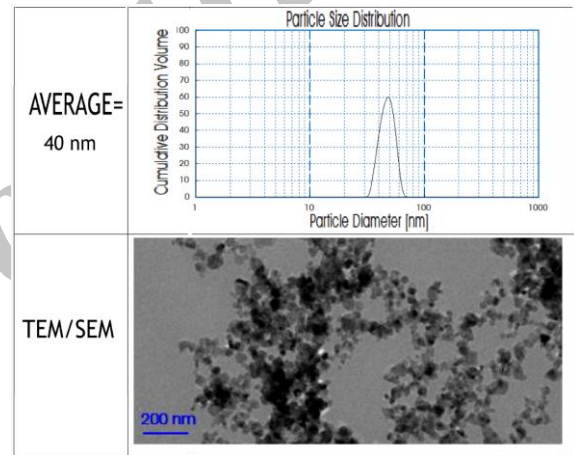 Particle Size Distribution
AVERAGE=
40 nm
Cumulative Distribution Volume
100
90
80
70
60
50
40
30
20
10
0
1
10
100
1000
Particle Diameter [nm]
TEM/SEM
200 nm